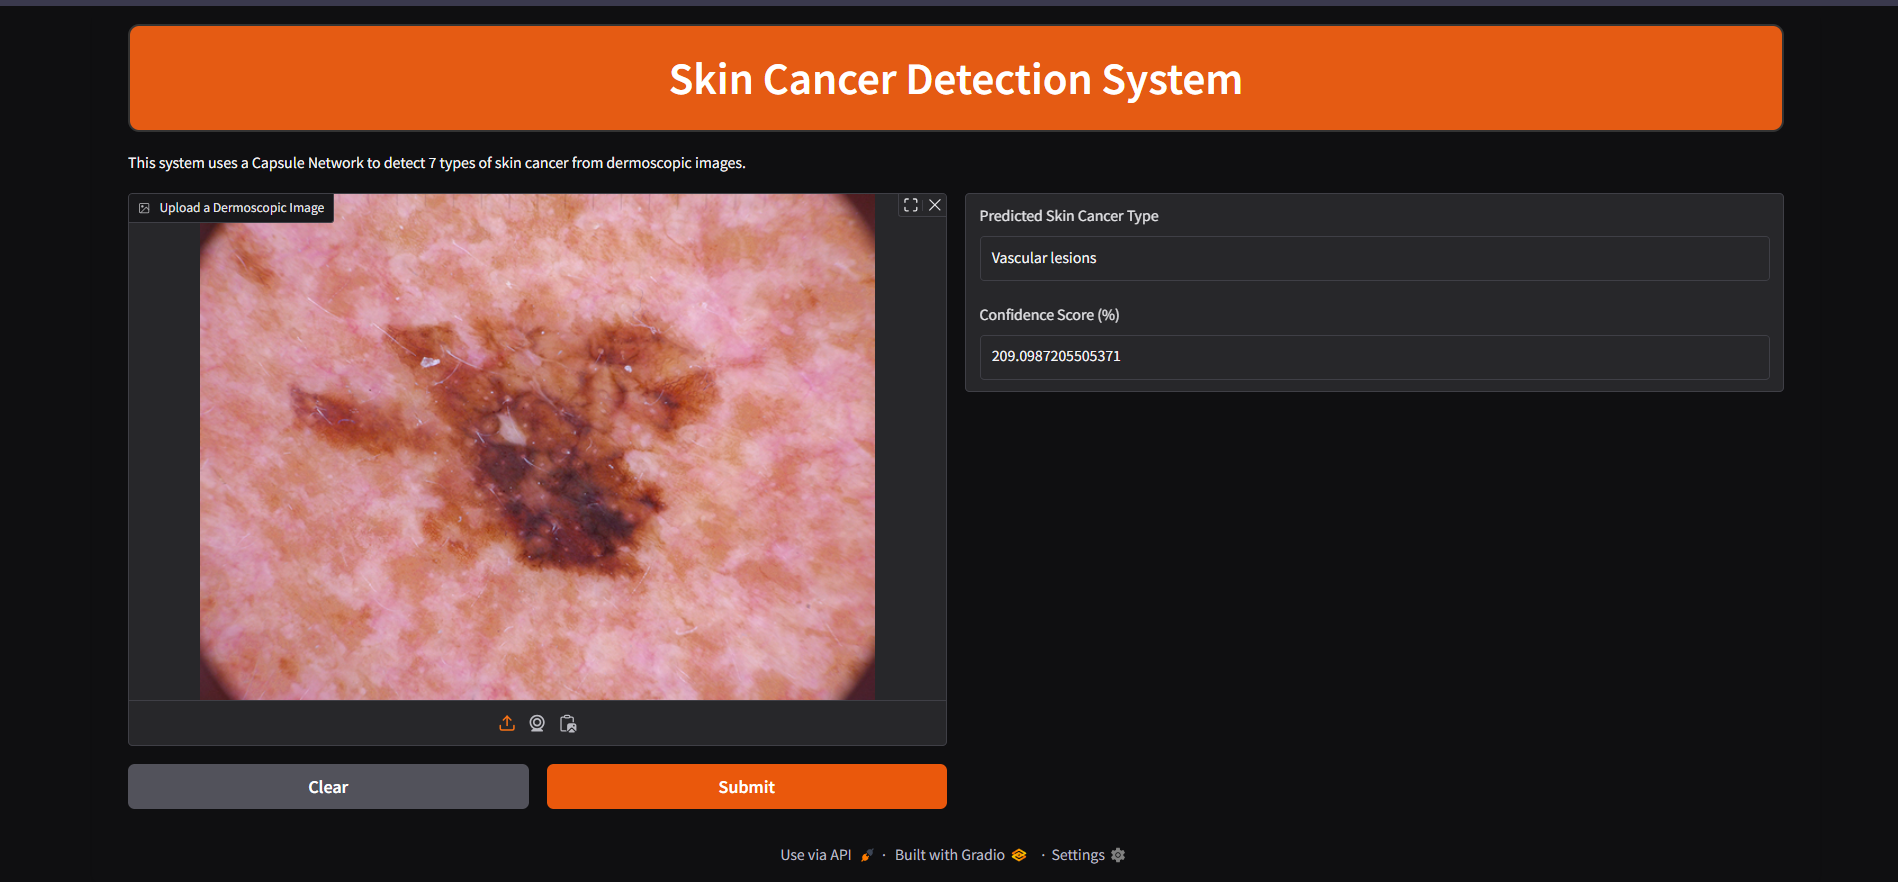 Skin Cancer Detection System
This system uses a Capsule Network to detect 7 types of skin cancer from dermoscopic images.
Upload a Dermoscopic Image
Predicted Skin Cancer Type
Vascular lesions
Confidence Score (%)
209.0987205505371
Clear
Submit
Use via API · Built with Gradio · Settings